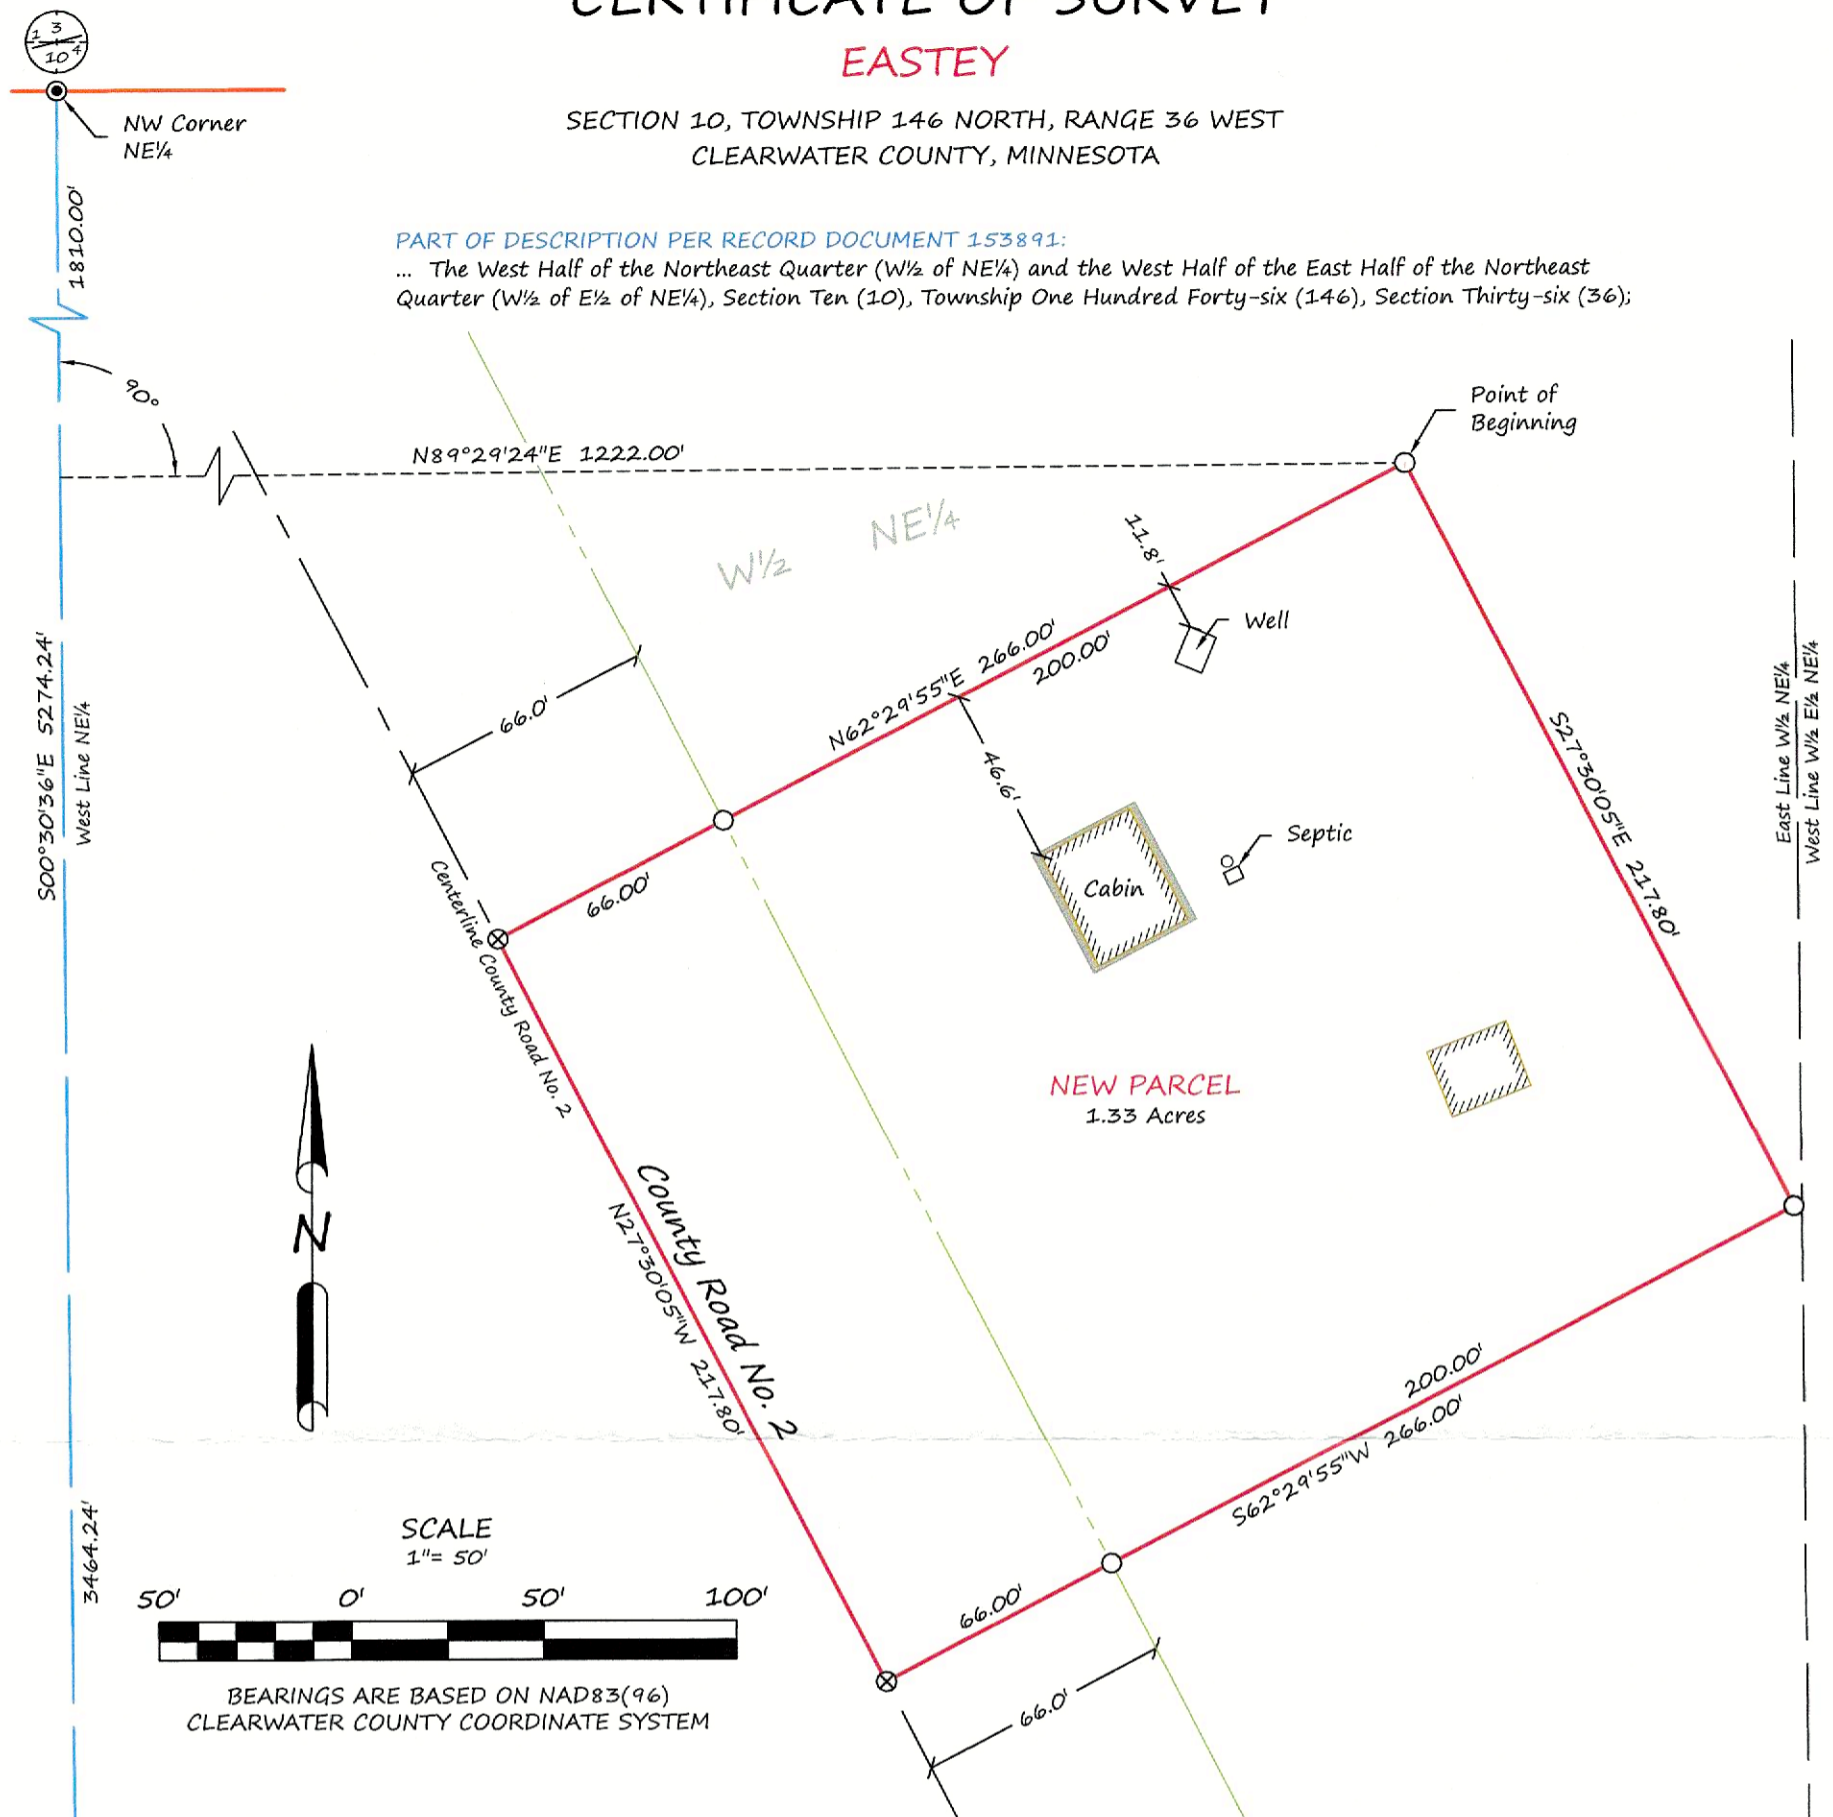 CERTIFICATE OF SURVEY
EASTEY
SECTION 10, TOWNSHIP 146 NORTH, RANGE 36 WEST
CLEARWATER COUNTY, MINNESOTA
1 3
10 4
NW Corner
NE¼
1810.00'
PART OF DESCRIPTION PER RECORD DOCUMENT 153891:
... The West Half of the Northeast Quarter (W½ of NE¼) and the West Half of the East Half of the Northeast
Quarter (W½ of E½ of NE¼), Section Ten (10), Township One Hundred Forty-six (146), Section Thirty-six (36);
90°
N89°29'24"E 1222.00'
Point of
Beginning
W½ NE¼
11.8'
Well
S00°30'36"E 5274.24'
West Line NE¼
66.0'
N62°29'55"E 266.00'
200.00'
46.6'
S27°30'05"E 217.80'
East Line W½ NE¼
West Line W½ E½ NE¼
Septic
Cabin
66.00'
Centerline County Road No. 2
NEW PARCEL
1.33 Acres
County Road No. 2
N27°30'05"W 217.80'
N
200.00'
S62°29'55"W 266.00'
3464.24'
SCALE
1"= 50'
50' 0' 50' 100'
66.00'
66.0'
BEARINGS ARE BASED ON NAD83(96)
CLEARWATER COUNTY COORDINATE SYSTEM